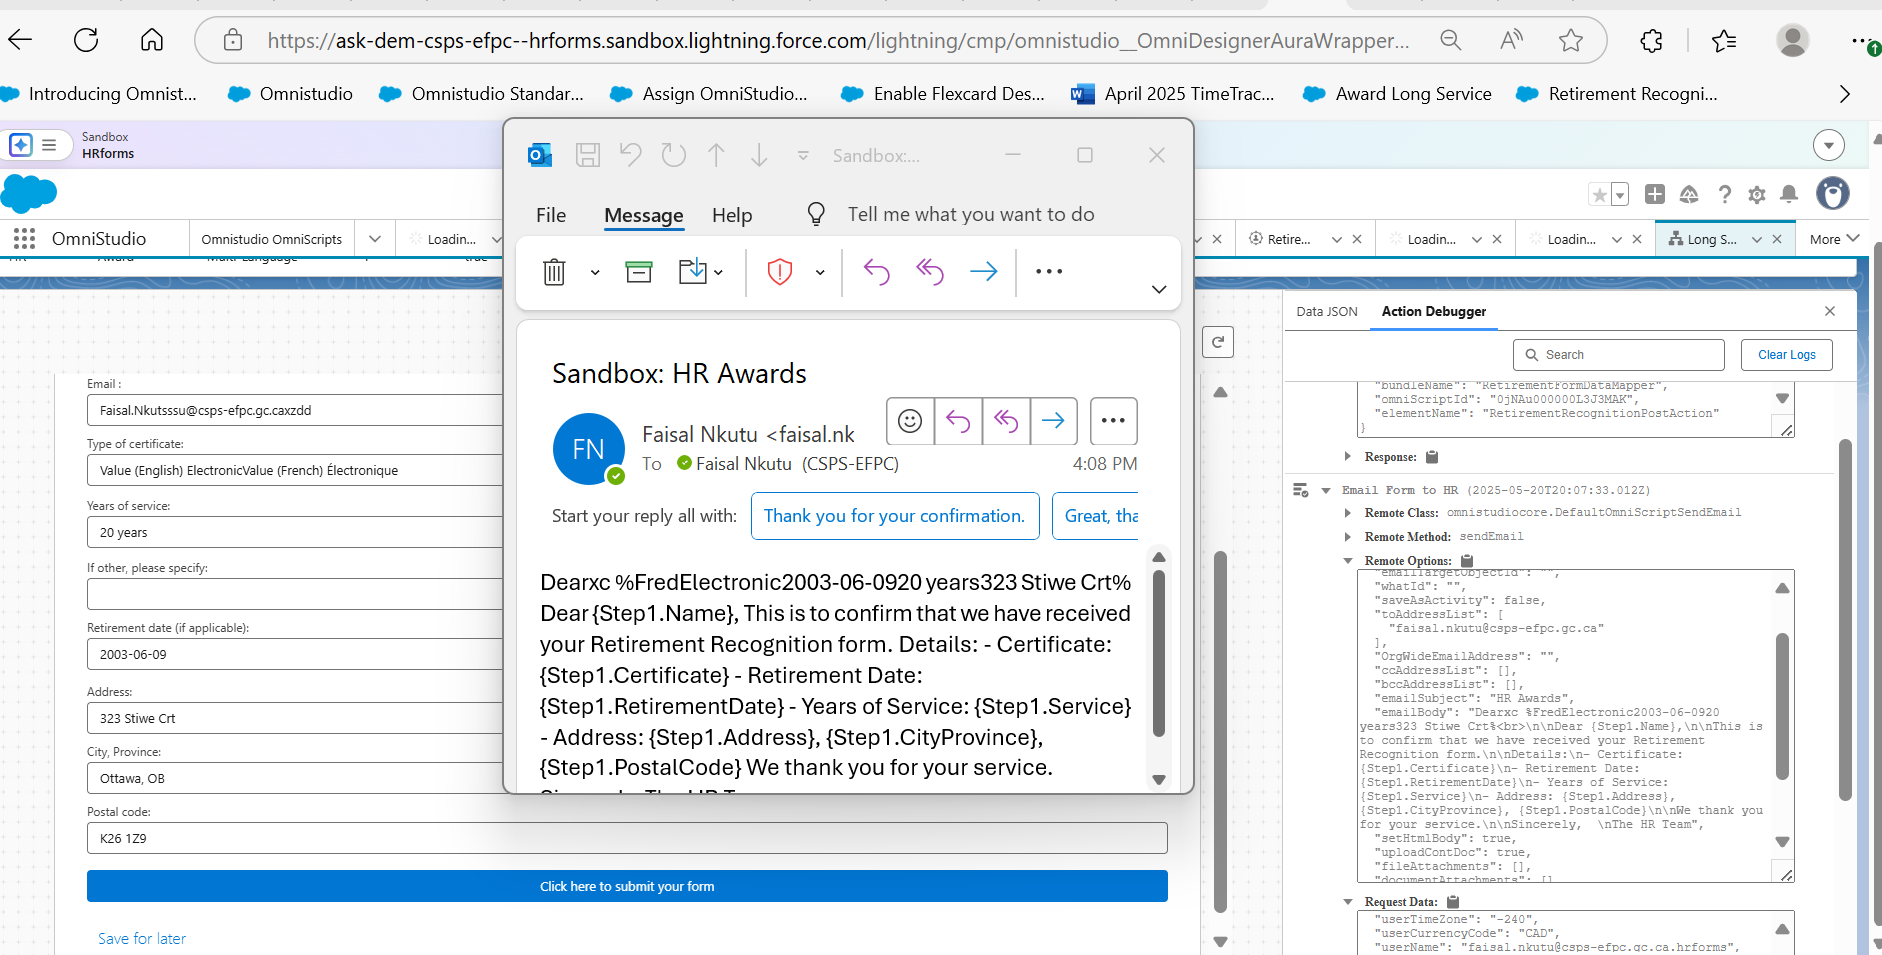 https://ask-dem-csps-efpc--hrforms.sandbox.lightning.force.com/lightning/cmp/omnistudio__OmniDesignerAuraWrapper...
Introducing Omnist...
Omnistudio
Omnistudio Standar...
Assign OmniStudio...
Enable Flexcard Des...
April 2025 TimeTrac...
Award Long Service
Retirement Recogni...
Sandbox
HRforms
OmniStudio
Omnistudio OmniScripts
Loadin...
Retire...
Loadin...
Loadin...
Long S...
More
Email :
Faisal.Nkutsssu@csps-efpc.gc.caxzdd
Type of certificate:
Value (English) ElectronicValue (French) Électronique
Years of service:
20 years
If other, please specify:
Retirement date (if applicable):
2003-06-09
Address:
323 Stiwe Crt
City, Province:
Ottawa, OB
Postal code:
K26 1Z9
Click here to submit your form
Save for later
Sandbox:...
File
Message
Help
Tell me what you want to do
Sandbox: HR Awards
FN
Faisal Nkutu <faisal.nk
To
Faisal Nkutu (CSPS-EFPC)
4:08 PM
Start your reply all with:
Thank you for your confirmation.
Great, tha
Dearxc %FredElectronic2003-06-0920 years323 Stiwe Crt%
Dear {Step1.Name}, This is to confirm that we have received
your Retirement Recognition form. Details: - Certificate:
{Step1.Certificate} - Retirement Date:
{Step1.RetirementDate} - Years of Service: {Step1.Service}
- Address: {Step1.Address}, {Step1.CityProvince},
{Step1.PostalCode} We thank you for your service.
Data JSON
Action Debugger
Search
Clear Logs
"bundleName": "RetirementFormDataMapper",
"omniScriptId": "0jNAu000000L3J3MAK",
"elementName": "RetirementRecognitionPostAction"
}
Response:
Email Form to HR (2025-05-20T20:07:33.012Z)
Remote Class: omnistudiocore.DefaultOmniScriptSendEmail
Remote Method: sendEmail
Remote Options:
"emailTargetObjectId": "",
"whatId": "",
"saveAsActivity": false,
"toAddressList": [
"faisal.nkutu@csps-efpc.gc.ca"
],
"OrgWideEmailAddress": "",
"ccAddressList": [],
"bccAddressList": [],
"emailSubject": "HR Awards",
"emailBody": "Dearxc %FredElectronic2003-06-0920
years323 Stiwe Crt%<br>\n\nDear {Step1.Name},\n\nThis is
to confirm that we have received your Retirement
Recognition form.\n\nDetails:\n- Certificate:
{Step1.Certificate}\n- Retirement Date:
{Step1.RetirementDate}\n- Years of Service:
{Step1.Service}\n- Address: {Step1.Address},
{Step1.CityProvince}, {Step1.PostalCode}\n\nWe thank you
for your service.\n\nSincerely,  \nThe HR Team",
"setHtmlBody": true,
"uploadContDoc": true,
"fileAttachments": [],
"documentAttachments": []
Request Data:
"userTimeZone": "-240",
"userCurrencyCode": "CAD",
"userName": "faisal.nkutu@csps-efpc.gc.ca.hrforms",